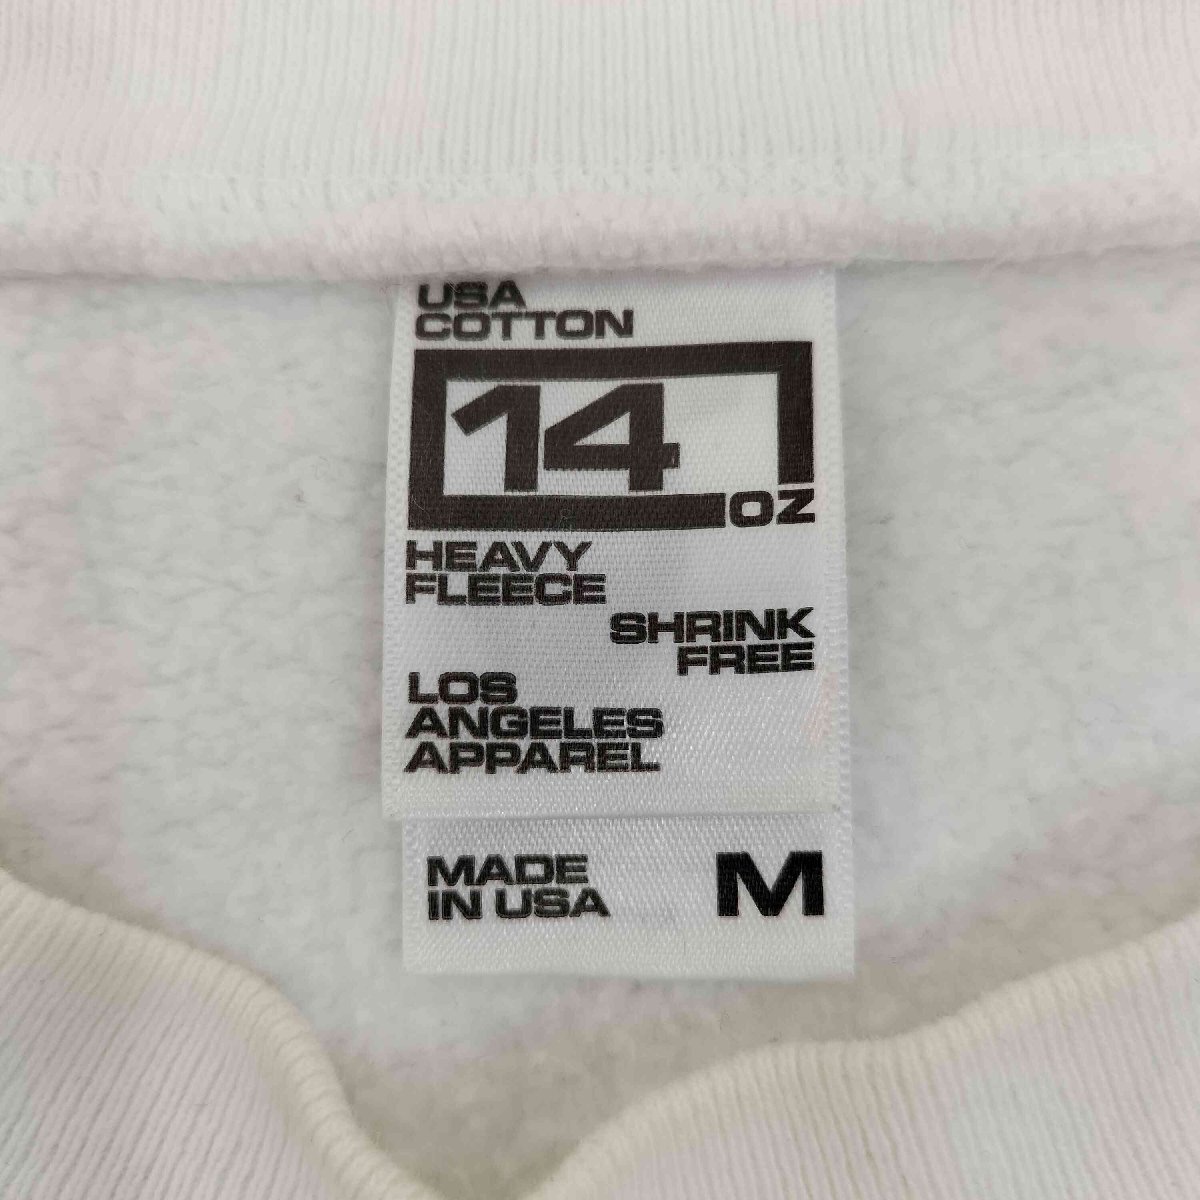 USA
COTTON
14
OZ
HEAVY
FLEECE
SHRINK
FREE
LOS
ANGELES
APPAREL
MADE
IN USA
M